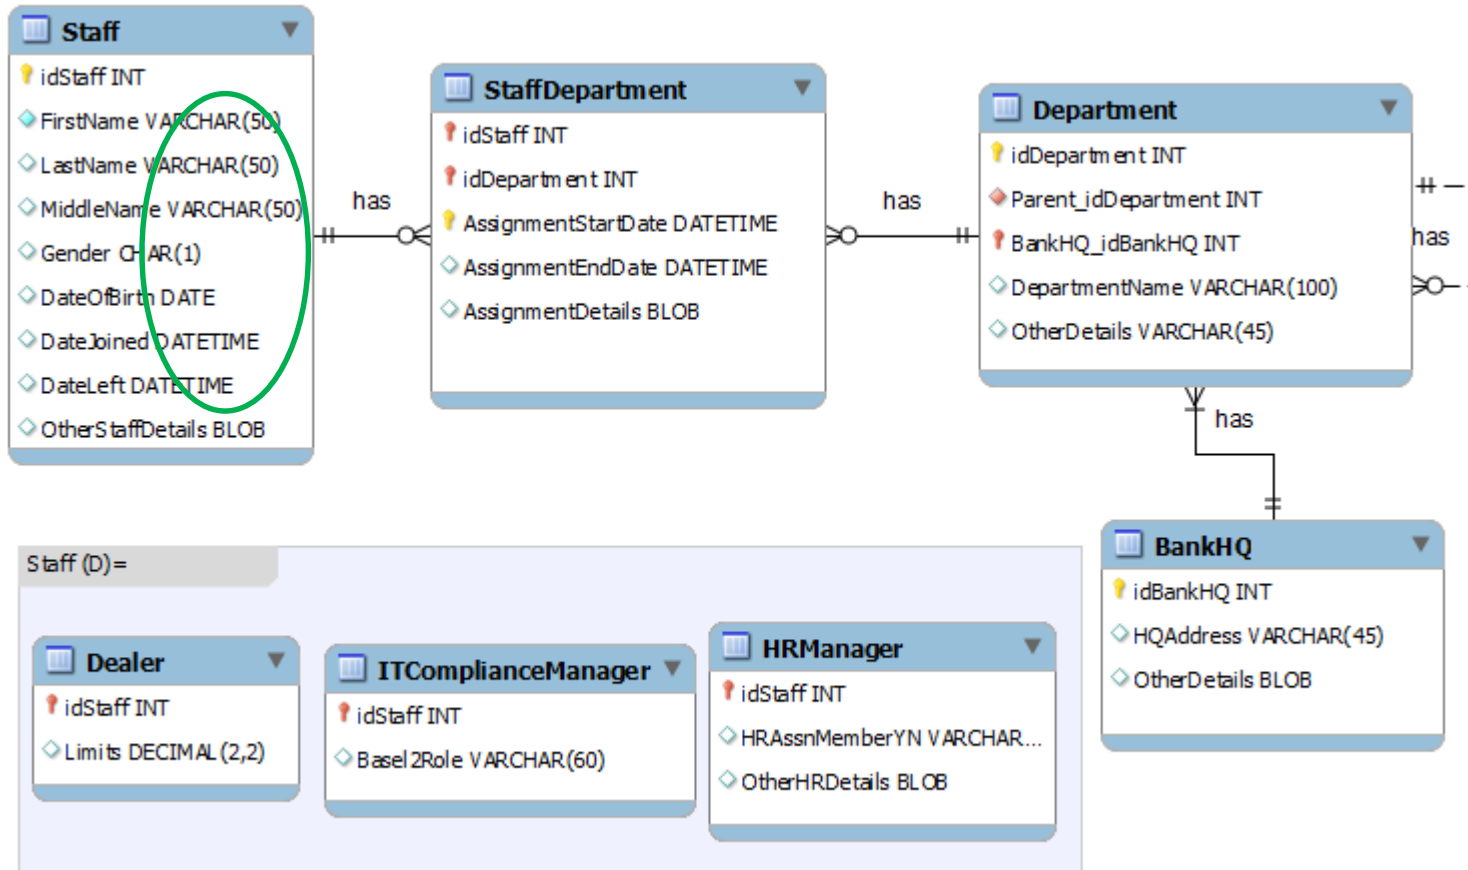 Staff
idStaff INT
FirstName VARCHAR(50)
LastName VARCHAR(50)
MiddleName VARCHAR(50)
Gender CHAR(1)
DateOfBirth DATE
DateJoined DATETIME
DateLeft DATETIME
OtherStaffDetails BLOB
has
StaffDepartment
idStaff INT
idDepartment INT
AssignmentStartDate DATETIME
AssignmentEndDate DATETIME
AssignmentDetails BLOB
has
Department
idDepartment INT
Parent_idDepartment INT
BankHQ_idBankHQ INT
DepartmentName VARCHAR(100)
OtherDetails VARCHAR(45)
has
has
BankHQ
idBankHQ INT
HQAddress VARCHAR(45)
OtherDetails BLOB
Staff (D)=
Dealer
idStaff INT
Limits DECIMAL(2,2)
ITComplianceManager
idStaff INT
Basel2Role VARCHAR(60)
HRManager
idStaff INT
HRAssnMemberYN VARCHAR...
OtherHRDetails BLOB